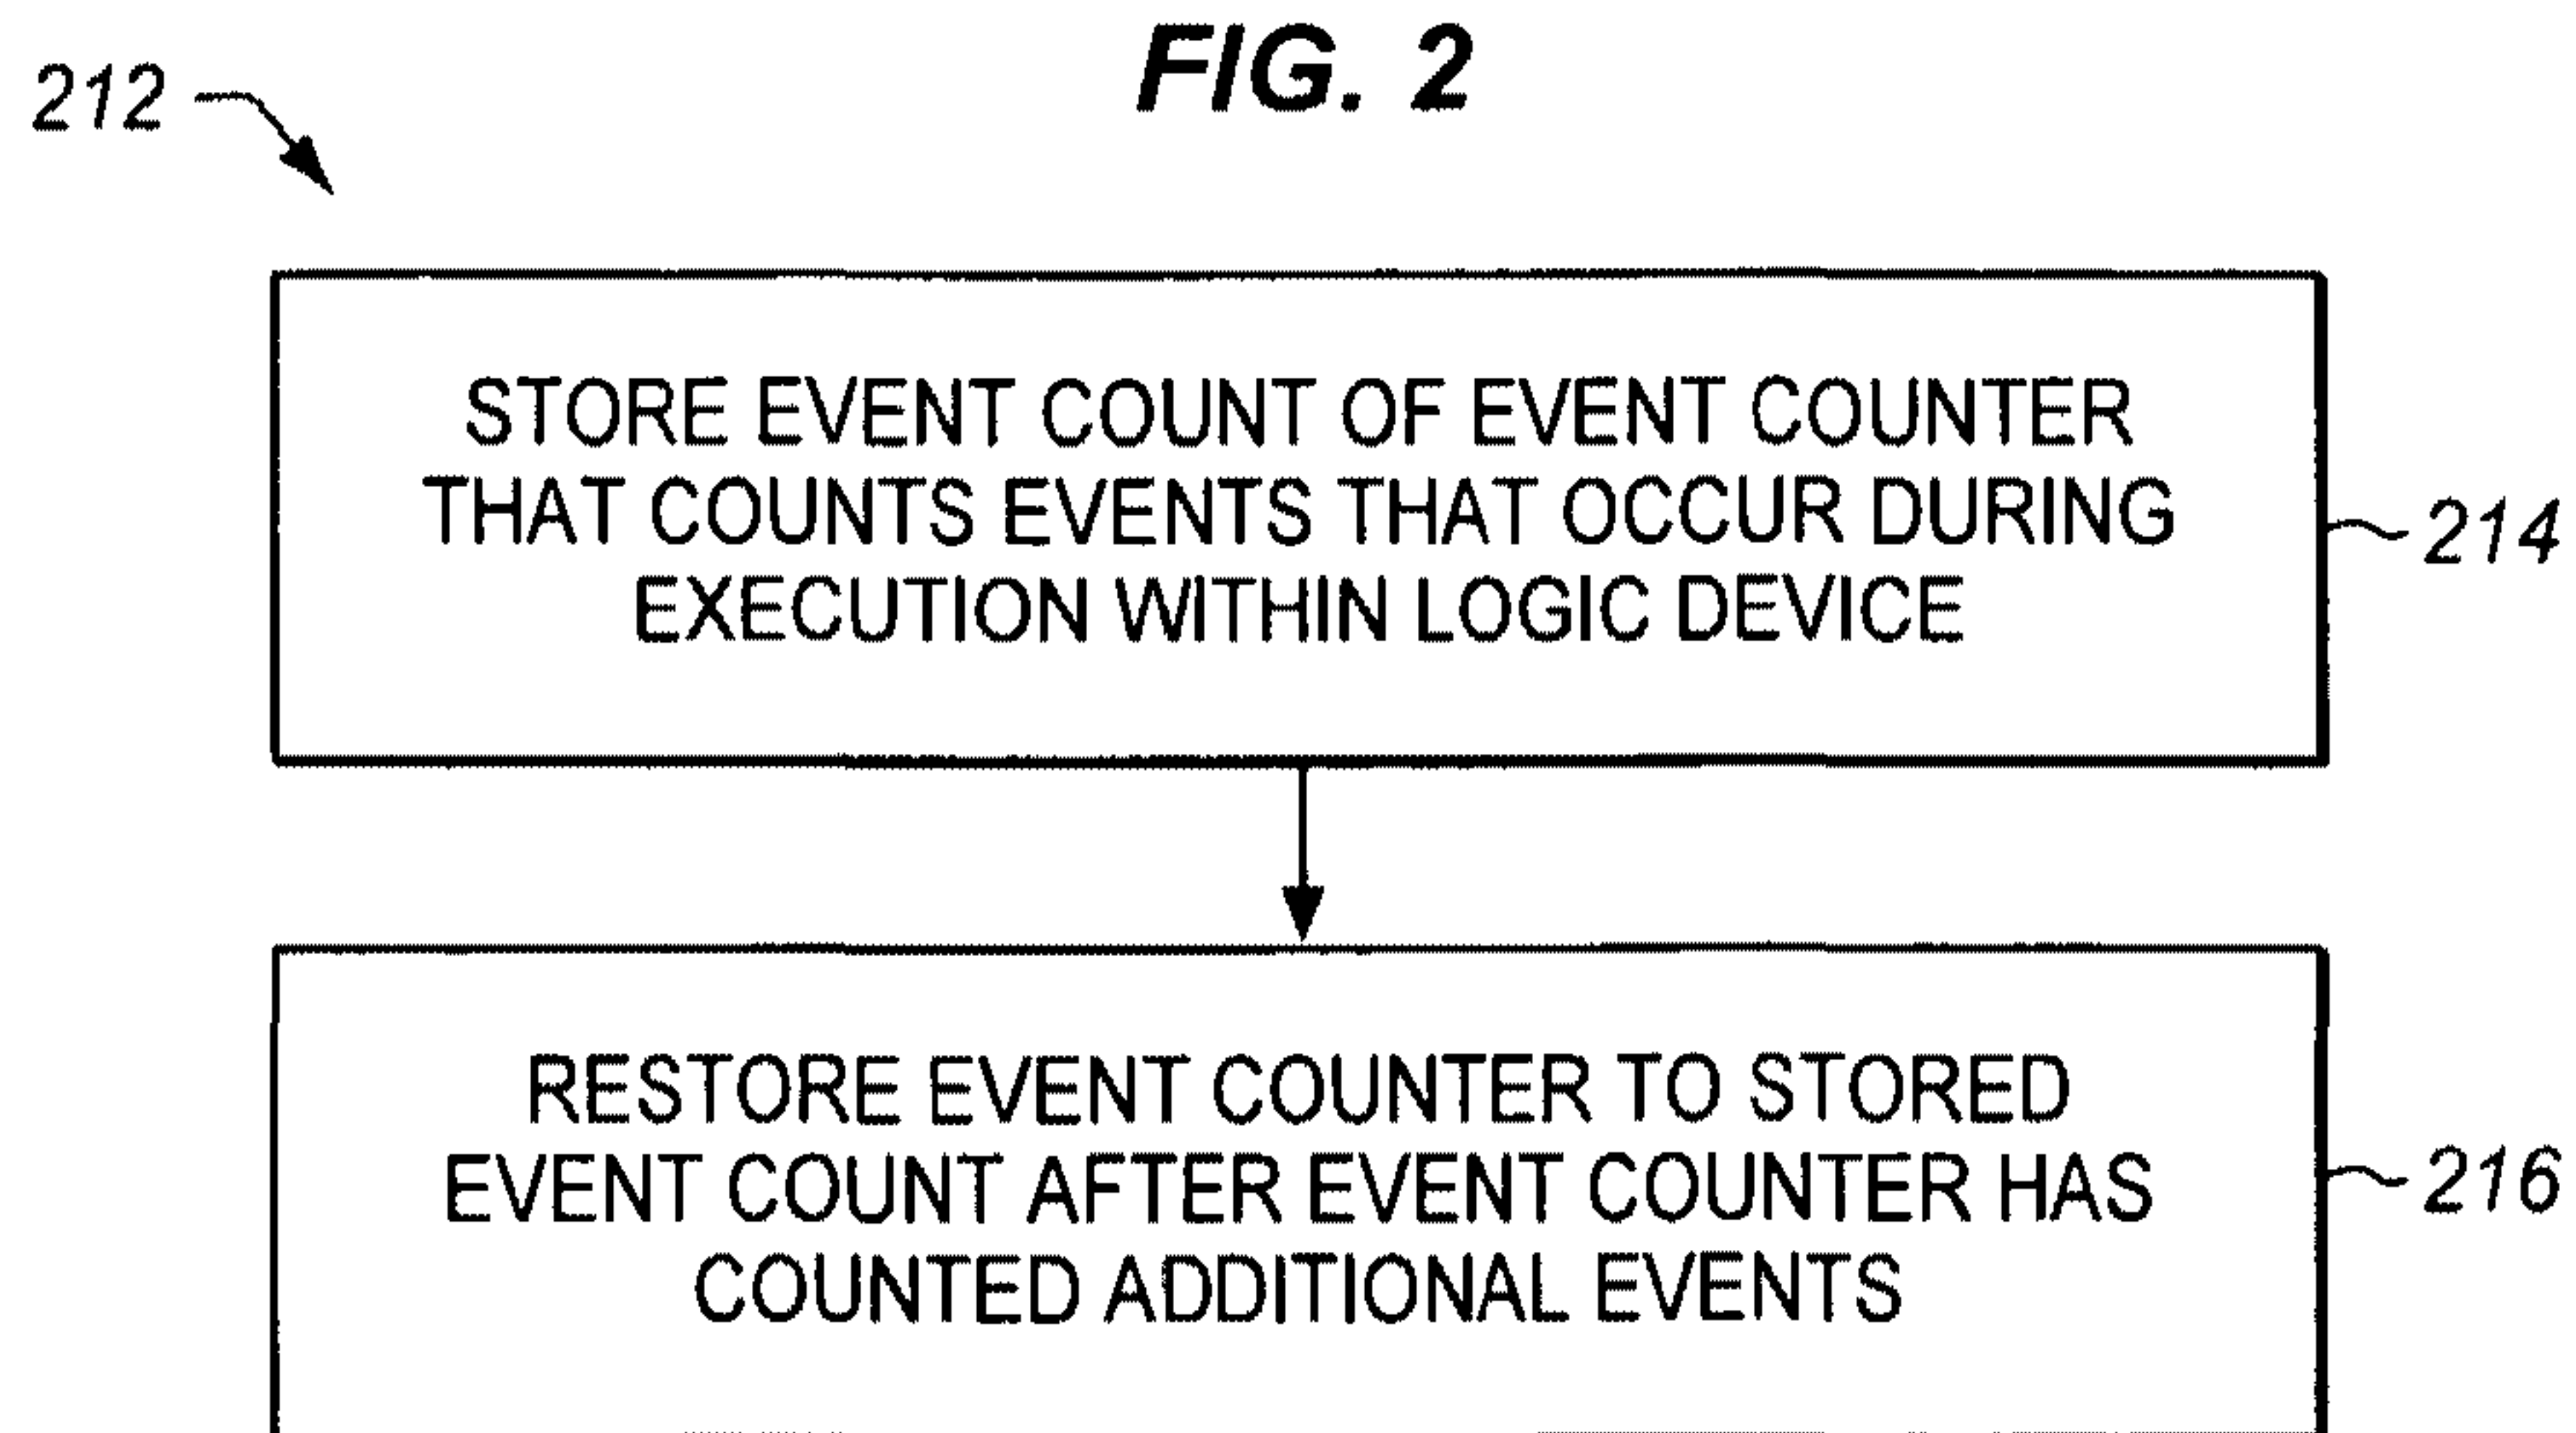 FIG. 2
212
STORE EVENT COUNT OF EVENT COUNTER
THAT COUNTS EVENTS THAT OCCUR DURING
EXECUTION WITHIN LOGIC DEVICE
214
RESTORE EVENT COUNTER TO STORED
EVENT COUNT AFTER EVENT COUNTER HAS
COUNTED ADDITIONAL EVENTS
216